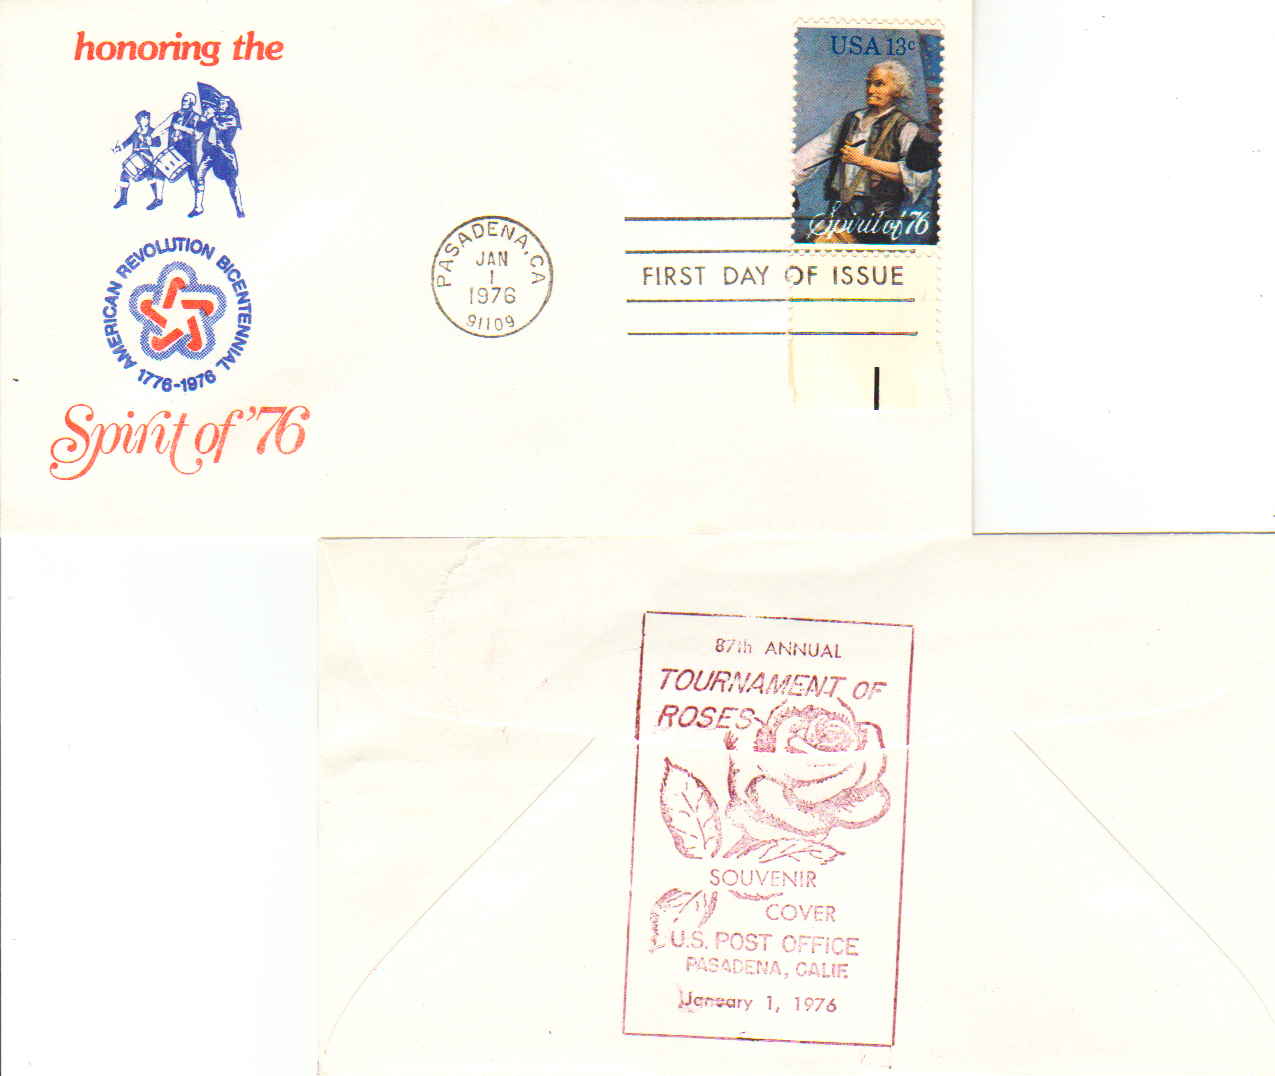 honoring the
AMERICAN REVOLUTION BICENTENNIAL
1776-1976
Spirit of '76
PASADENA, CA
JAN
1
1976
91109
USA 13c
Spirit of 76
FIRST DAY OF ISSUE
87th ANNUAL
TOURNAMENT OF
ROSES
SOUVENIR
COVER
U.S. POST OFFICE
PASADENA, CALIF.
January 1, 1976